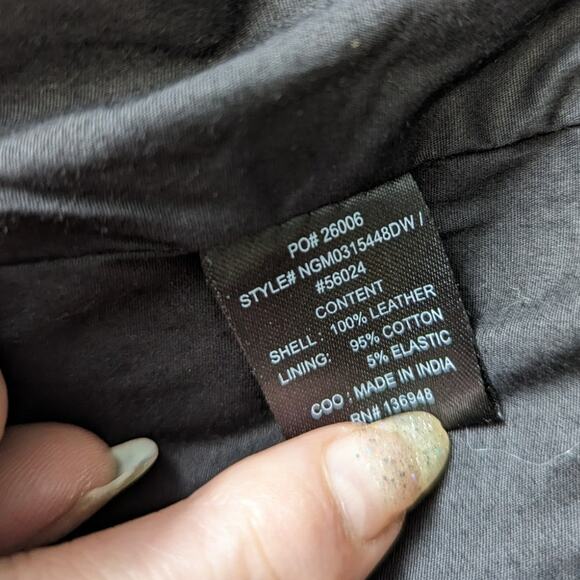 PO# 26006
STYLE# NGM0315448DW /
#56024
CONTENT
SHELL : 100% LEATHER
LINING: 95% COTTON
5% ELASTIC
COO : MADE IN INDIA
RN# 136948